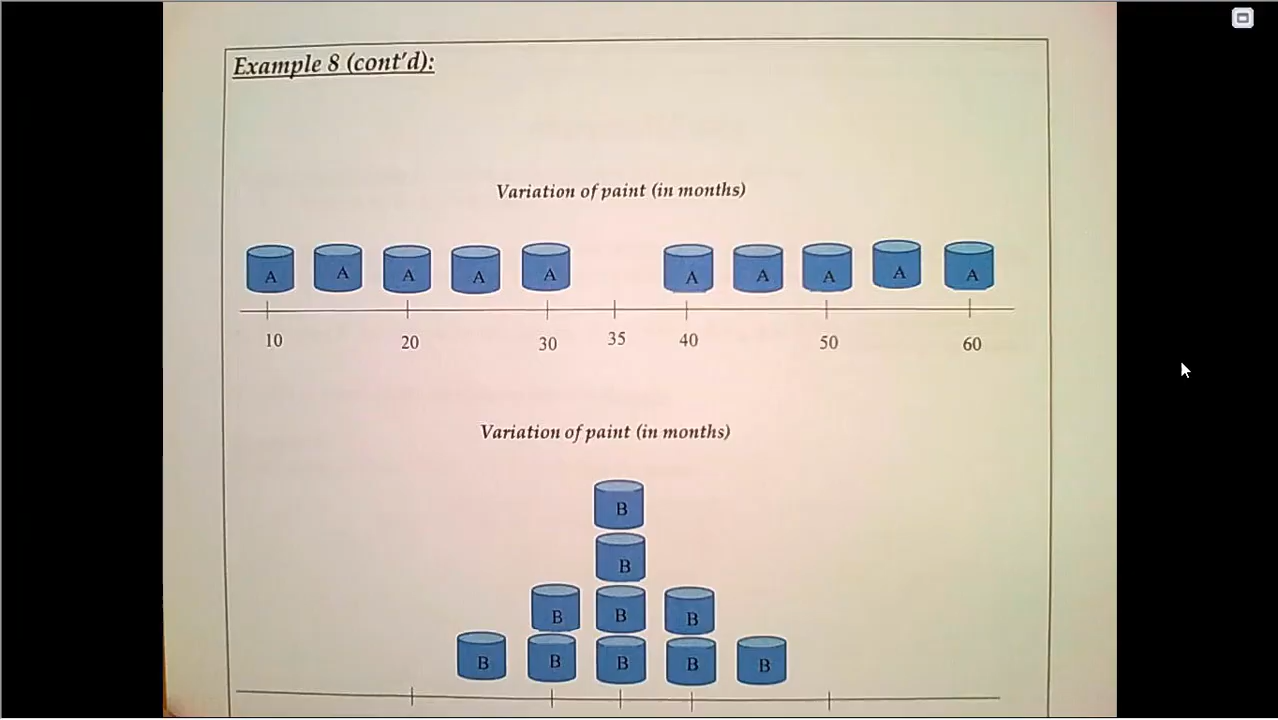 Example 8 (cont'd):
Variation of paint (in months)
A A A A A A A A A A
10 20 30 35 40 50 60
Variation of paint (in months)
B
B
B B B
B B B B B